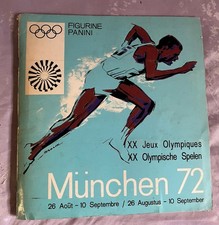 FIGURINE
PANINI
XX Jeux Olympiques
XX Olympische Spelen
München 72
26 Août - 10 Septembre / 26 Augustus - 10 September